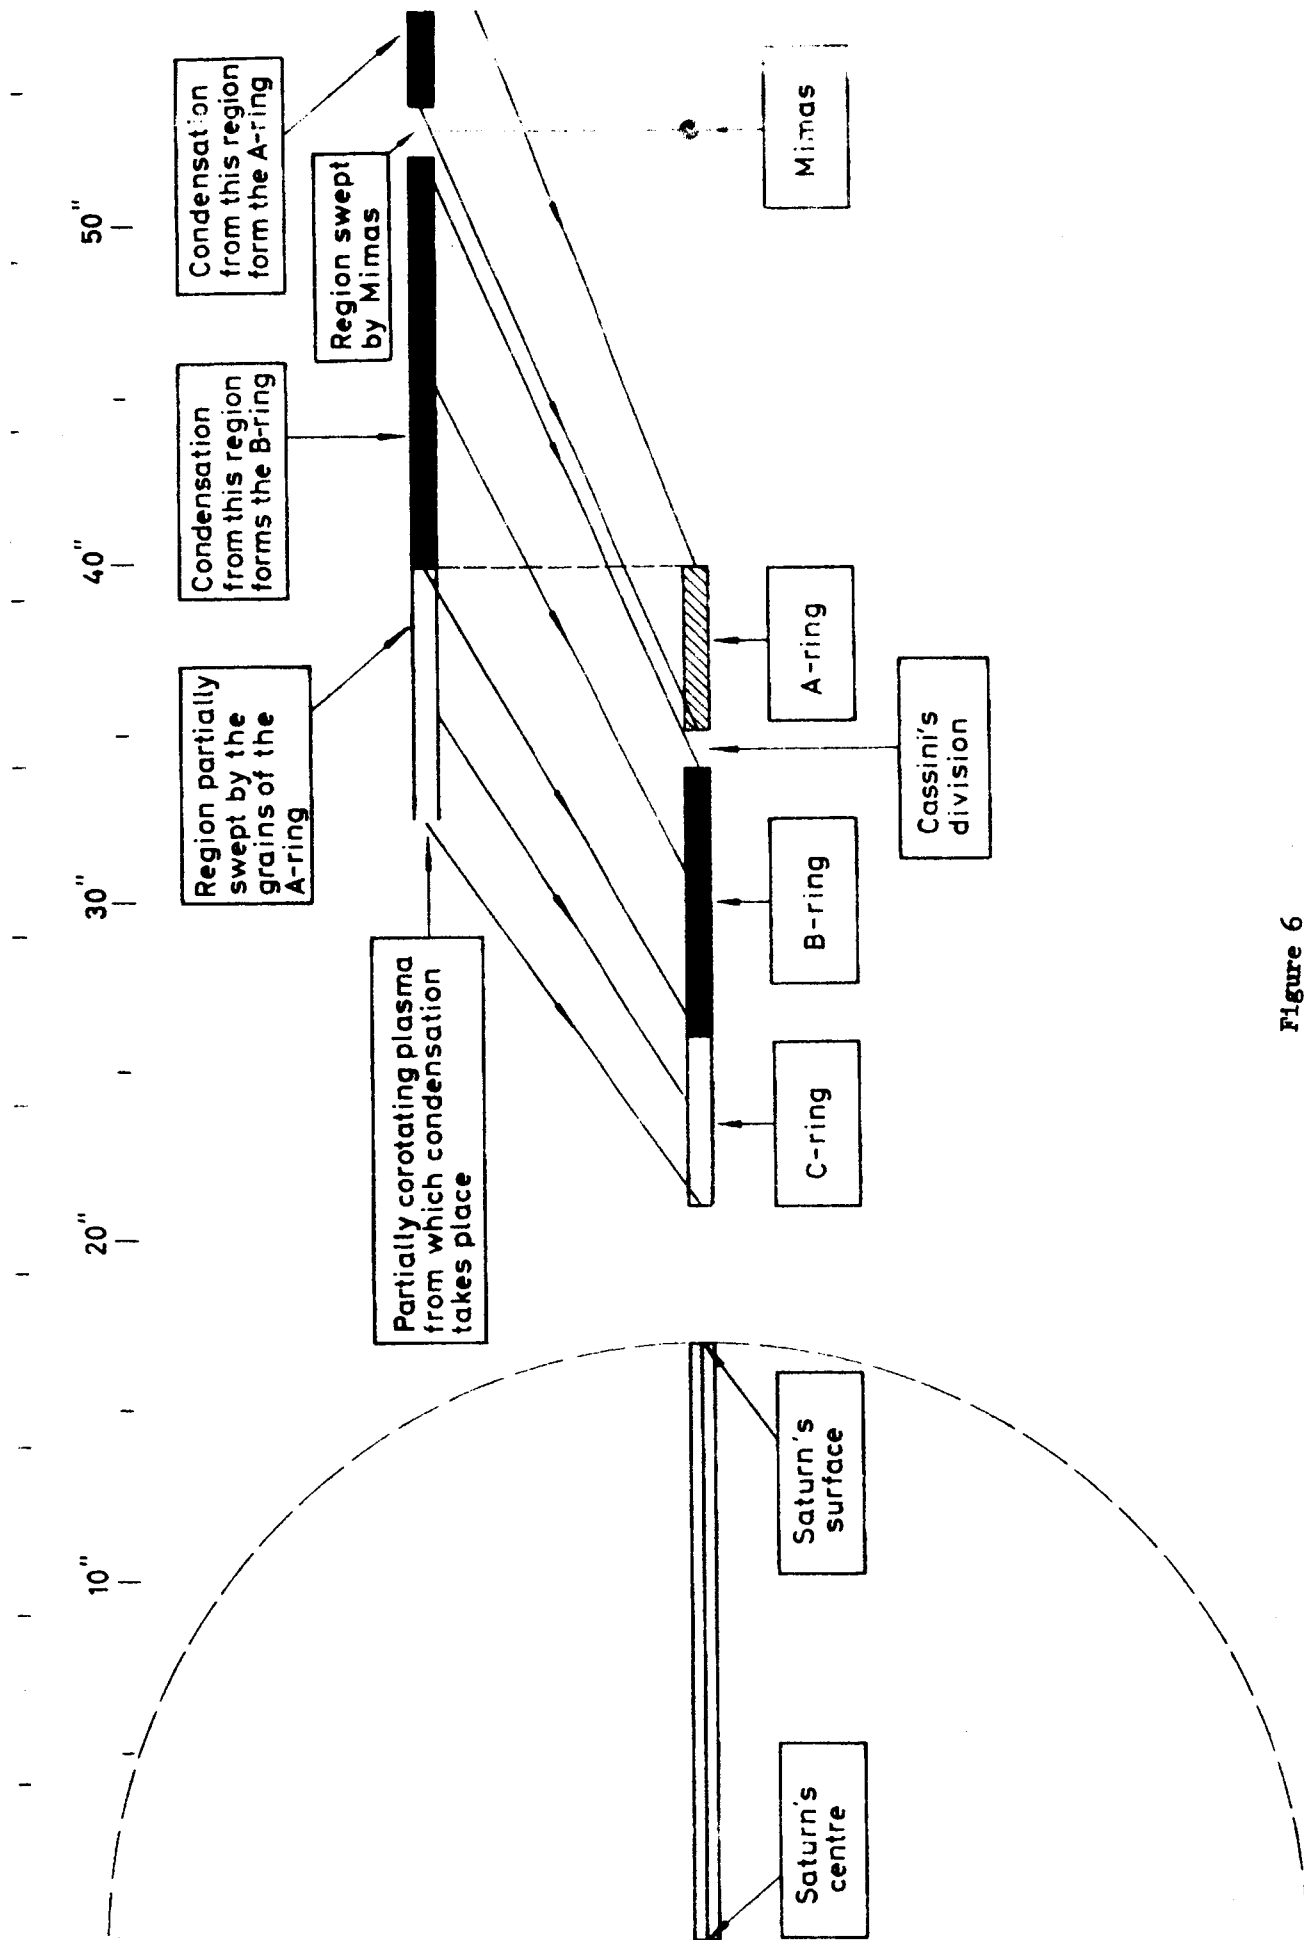 10"
20"
30"
40"
50"
Partially corotating plasma
from which condensation
takes place
Region partially
swept by the
grains of the
A-ring
Condensation
from this region
forms the B-ring
Region swept
by Mimas
Condensation
from this region
form the A-ring
Saturn's
centre
Saturn's
surface
C-ring
B-ring
Cassini's
division
A-ring
Mimas
Figure 6